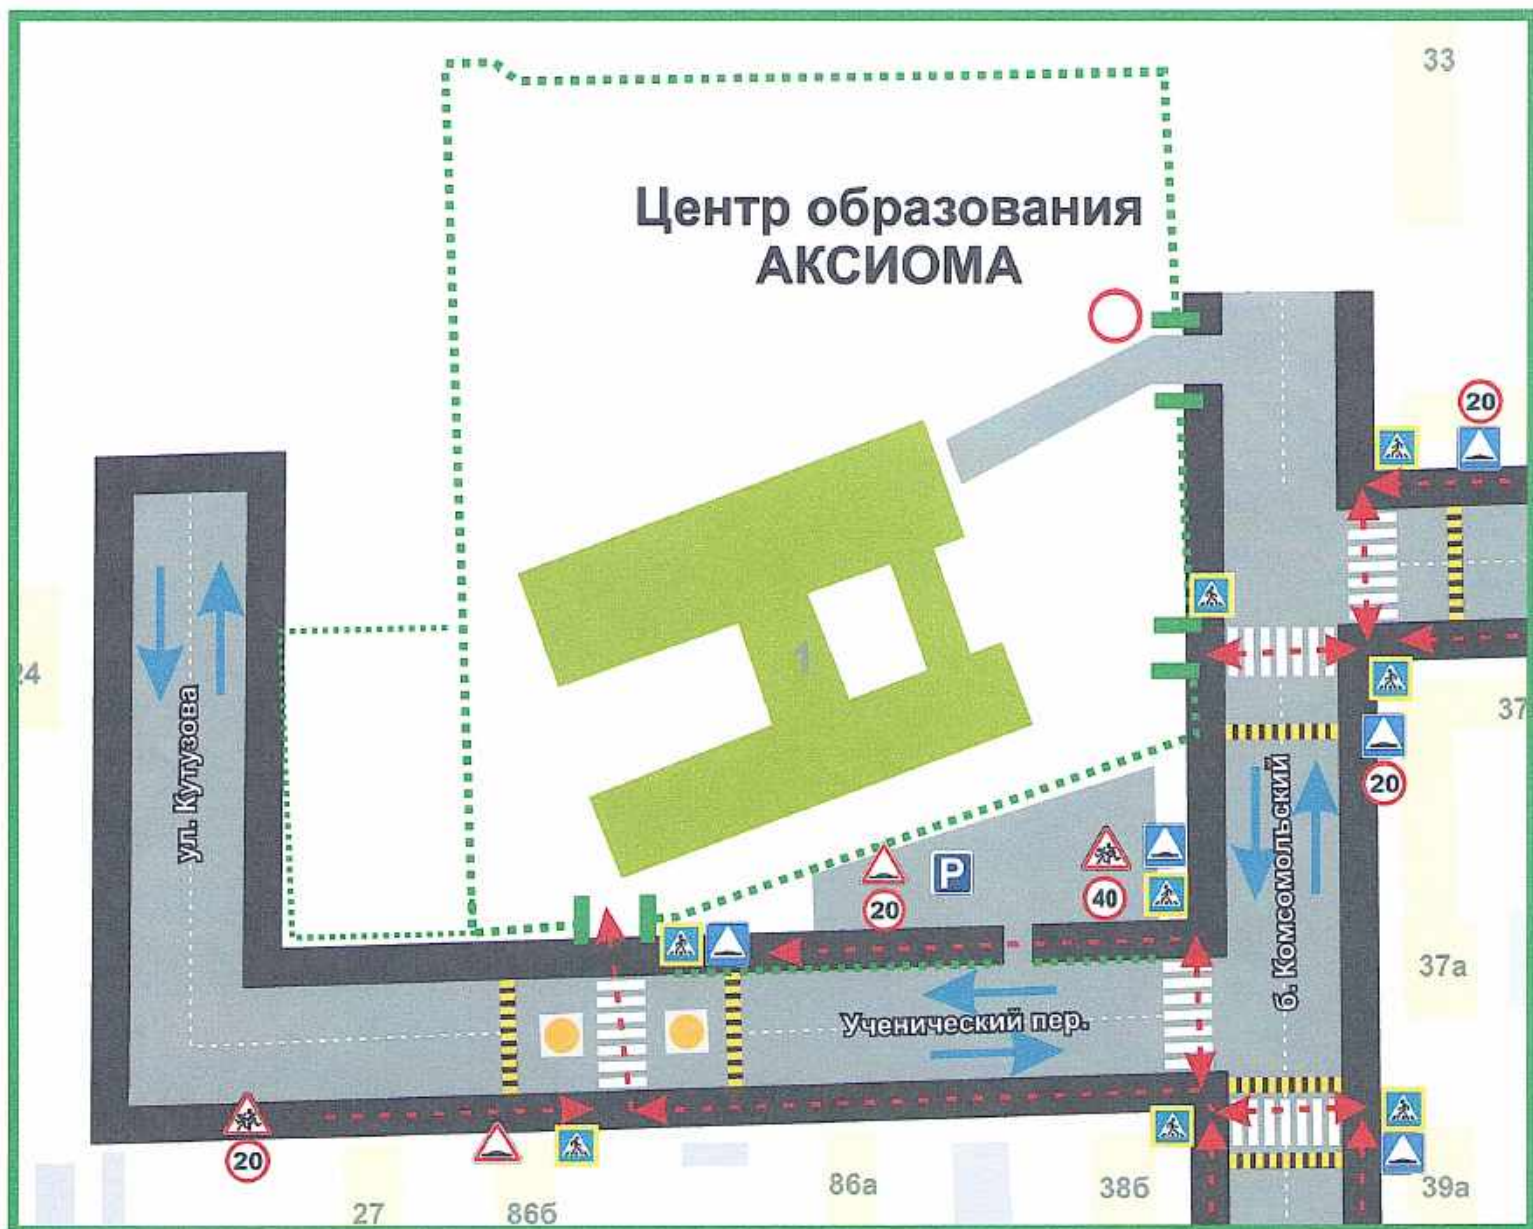 33
Центр образования
АКСИОМА
20
24
1
37
ул. Кутузова
б. Комсомольский
20
20
P
40
37а
Ученический пер.
20
27
86б
86а
38б
39а